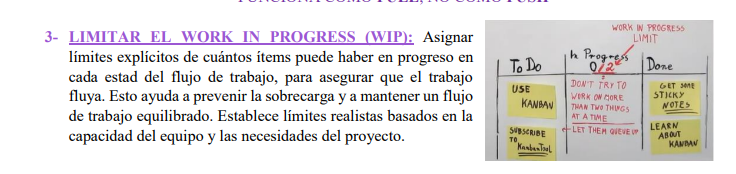 FUNCIONA COMO PULL, NO COMO PUSH
3- LIMITAR EL WORK IN PROGRESS (WIP): Asignar
límites explícitos de cuántos ítems puede haber en progreso en
cada estad del flujo de trabajo, para asegurar que el trabajo
fluya. Esto ayuda a prevenir la sobrecarga y a mantener un flujo
de trabajo equilibrado. Establece límites realistas basados en la
capacidad del equipo y las necesidades del proyecto.
WORK IN PROGRESS
LIMIT
To Do
In Progress
0/2
Done
USE
KANBAN
SUBSCRIBE
TO
KanbanTool
DON'T TRY TO
WORK ON MORE
THAN TWO THINGS
AT A TIME
LET THEM QUEUE UP
GET SOME
STICKY
NOTES
LEARN
ABOUT
KANBAN